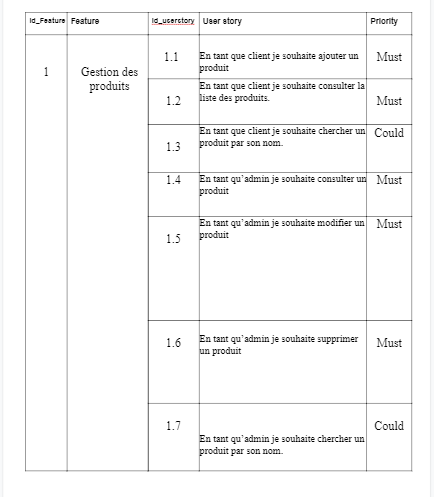 Id_Feature Feature Id_userstory User story Priority
1 Gestion des
produits
1.1 En tant que client je souhaite ajouter un
produit
Must
1.2 En tant que client je souhaite consulter la
liste des produits.
Must
1.3 En tant que client je souhaite chercher un
produit par son nom.
Could
1.4 En tant qu'admin je souhaite consulter un
produit
Must
1.5 En tant qu'admin je souhaite modifier un
produit
Must
1.6 En tant qu'admin je souhaite supprimer
un produit
Must
1.7 En tant qu'admin je souhaite chercher un
produit par son nom.
Could